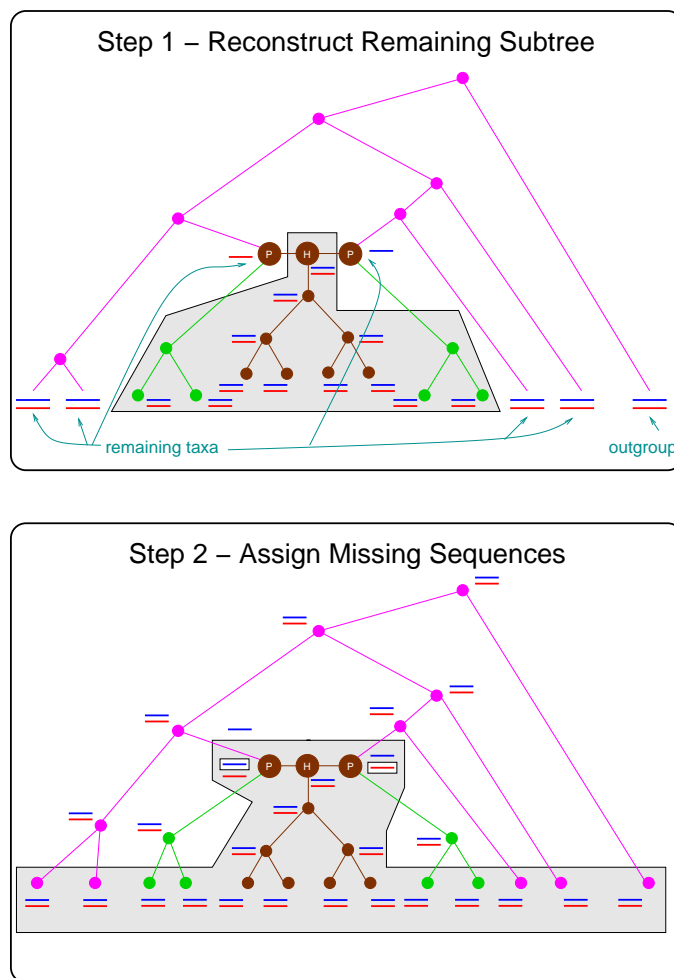 Step 1 – Reconstruct Remaining Subtree
P H P
remaining taxa
outgroup
Step 2 – Assign Missing Sequences
P H P